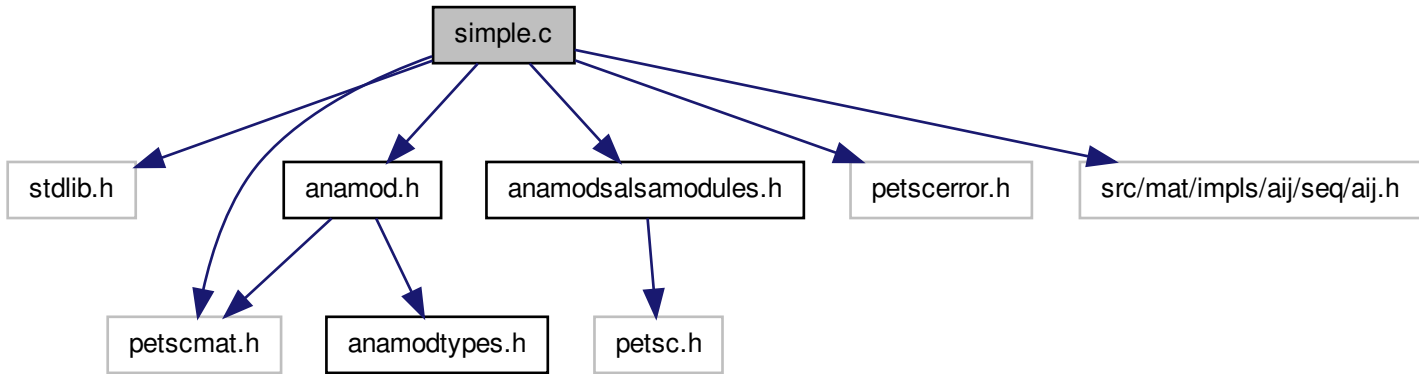 simple.c
stdlib.h
anamod.h
anamodsalsamodules.h
petscerror.h
src/mat/impls/aij/seq/aij.h
petscmat.h
anamodtypes.h
petsc.h